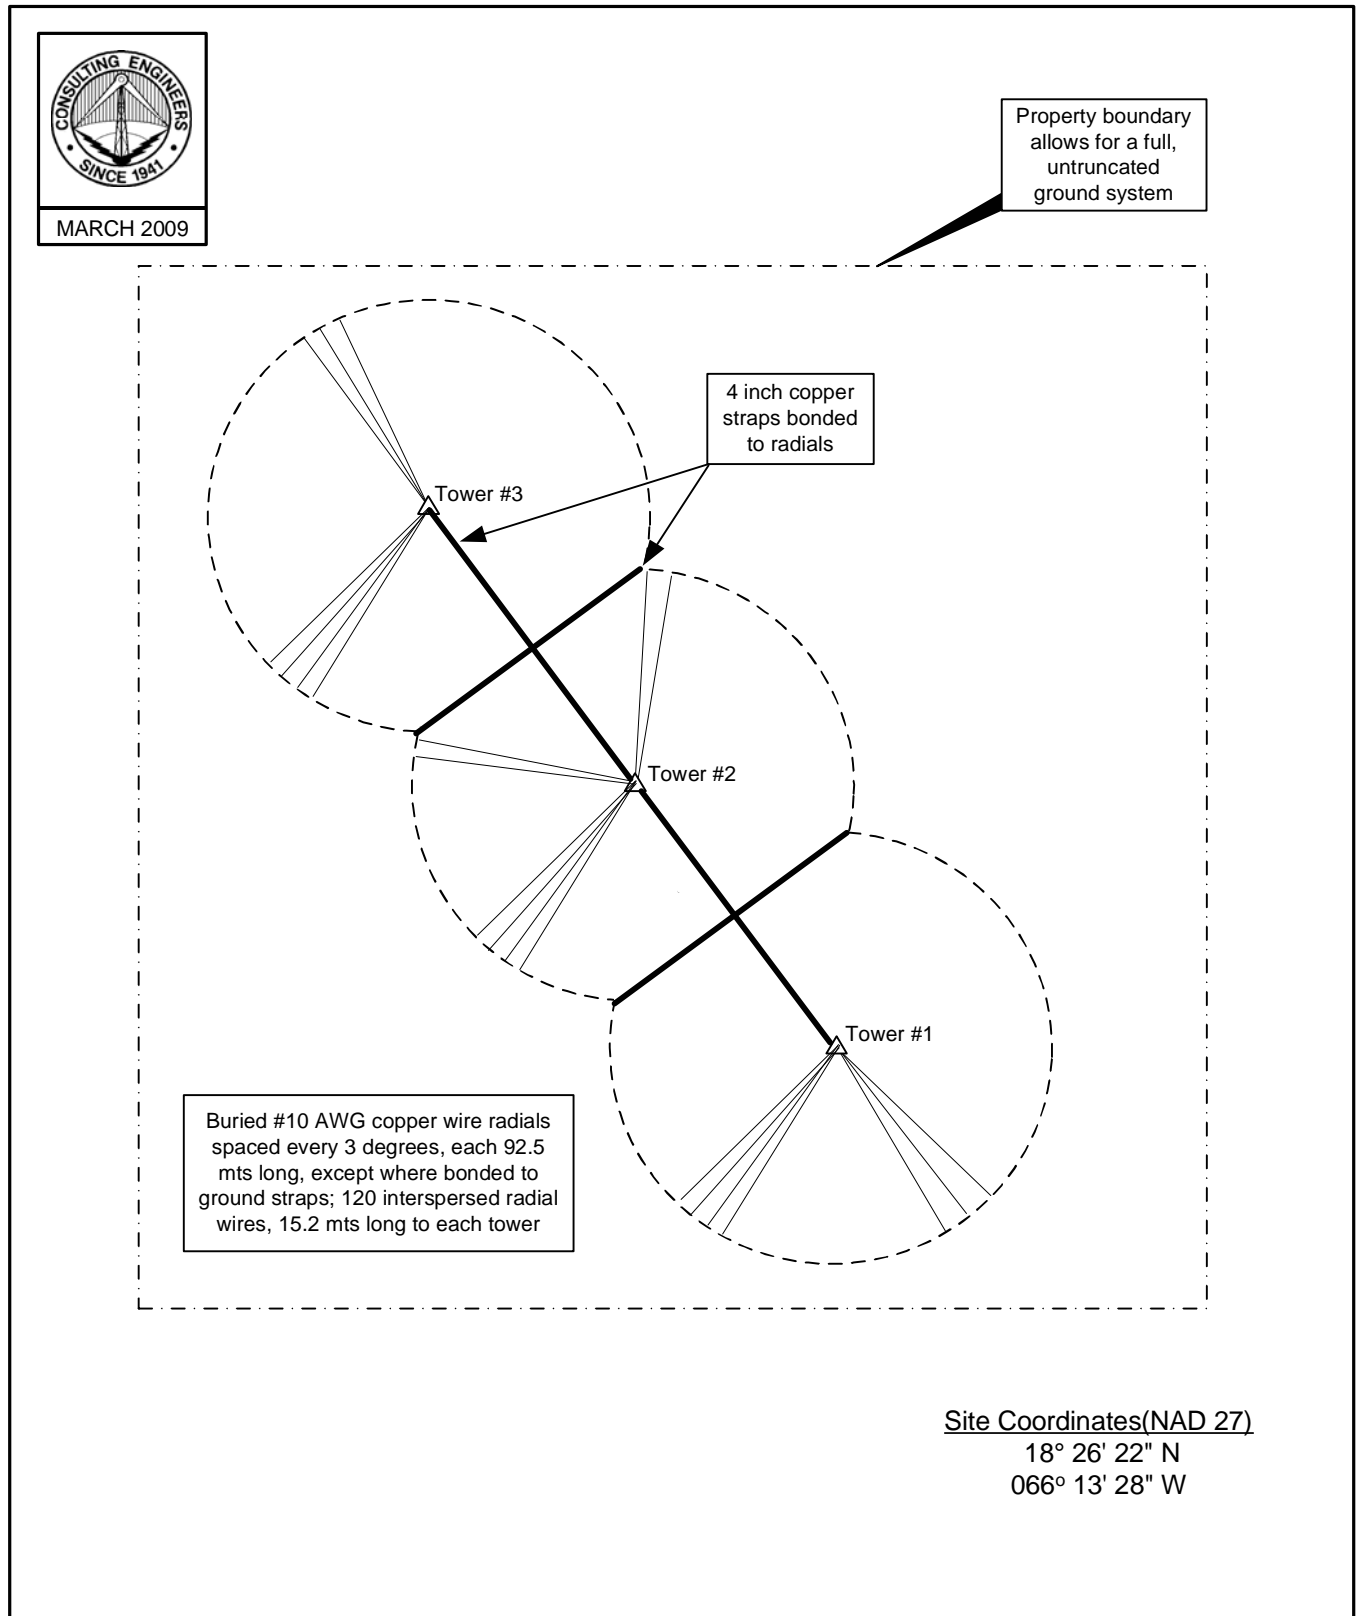 CONSULTING ENGINEERS
• SINCE 1941 •
MARCH 2009
Property boundary
allows for a full,
untruncated
ground system
4 inch copper
straps bonded
to radials
Tower #3
Tower #2
Tower #1
Buried #10 AWG copper wire radials
spaced every 3 degrees, each 92.5
mts long, except where bonded to
ground straps; 120 interspersed radial
wires, 15.2 mts long to each tower
Site Coordinates(NAD 27)
18° 26' 22" N
066º 13' 28" W